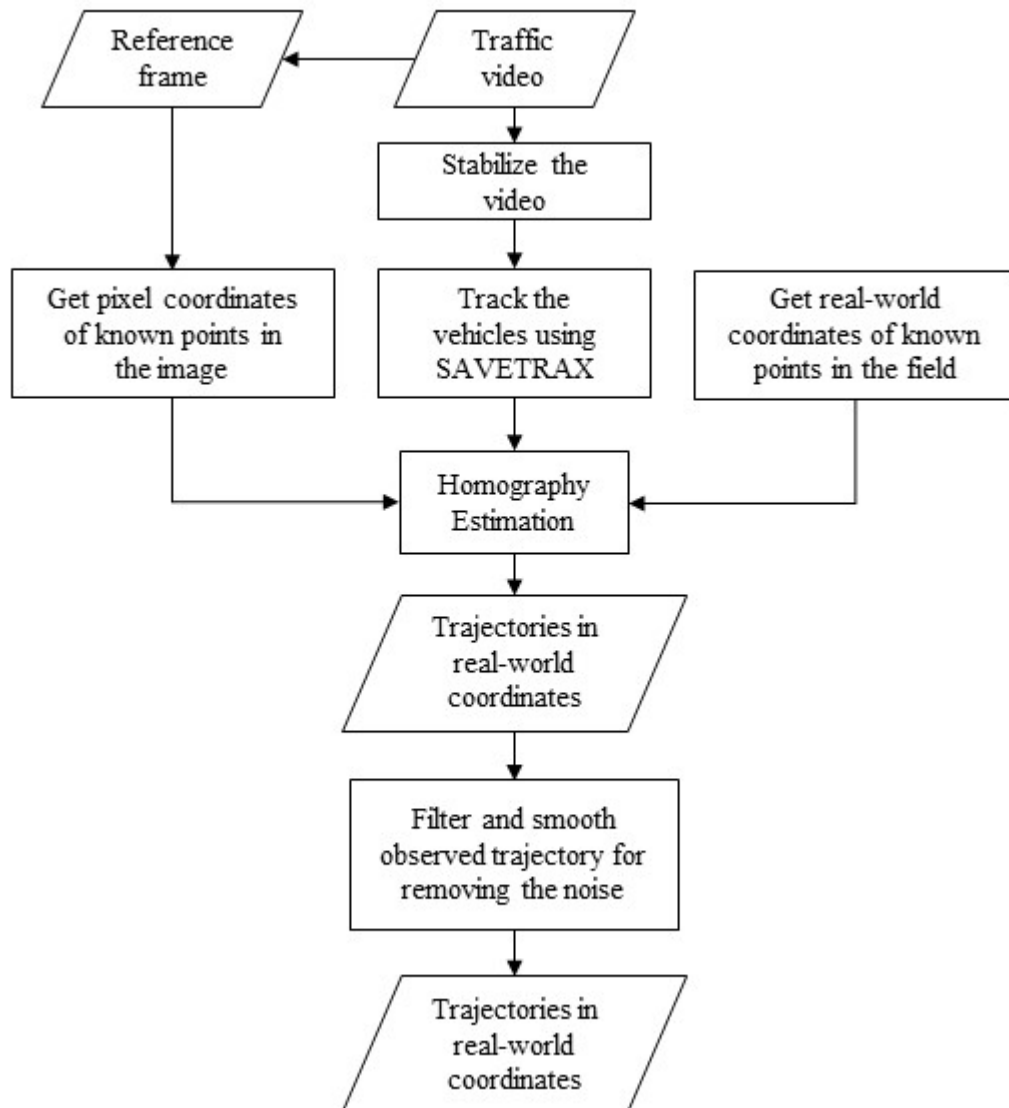 Reference
frame
Traffic
video
Stabilize the
video
Get pixel coordinates
of known points in
the image
Track the
vehicles using
SAVETRAX
Get real-world
coordinates of known
points in the field
Homography
Estimation
Trajectories in
real-world
coordinates
Filter and smooth
observed trajectory for
removing the noise
Trajectories in
real-world
coordinates